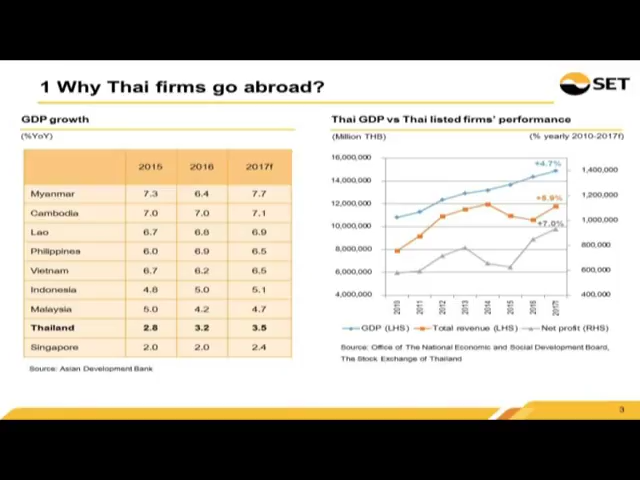 1 Why Thai firms go abroad?
SET
GDP growth
(%YoY)
2015 2016 2017f
Myanmar 7.3 6.4 7.7
Cambodia 7.0 7.0 7.1
Lao 6.7 6.8 6.9
Philippines 6.0 6.9 6.5
Vietnam 6.7 6.2 6.5
Indonesia 4.8 5.0 5.1
Malaysia 5.0 4.2 4.7
Thailand 2.8 3.2 3.5
Singapore 2.0 2.0 2.4
Source: Asian Development Bank
Thai GDP vs Thai listed firms' performance
(Million THB) (% yearly 2010-2017f)
16,000,000
14,000,000
12,000,000
10,000,000
8,000,000
6,000,000
4,000,000
+4.7%
+8.9%
+7.0%
1,400,000
1,200,000
1,000,000
800,000
600,000
400,000
2010 2011 2012 2013 2014 2015 2016 2017f
GDP (LHS) Total revenue (LHS) Net profit (RHS)
Source: Office of The National Economic and Social Development Board,
The Stock Exchange of Thailand
3